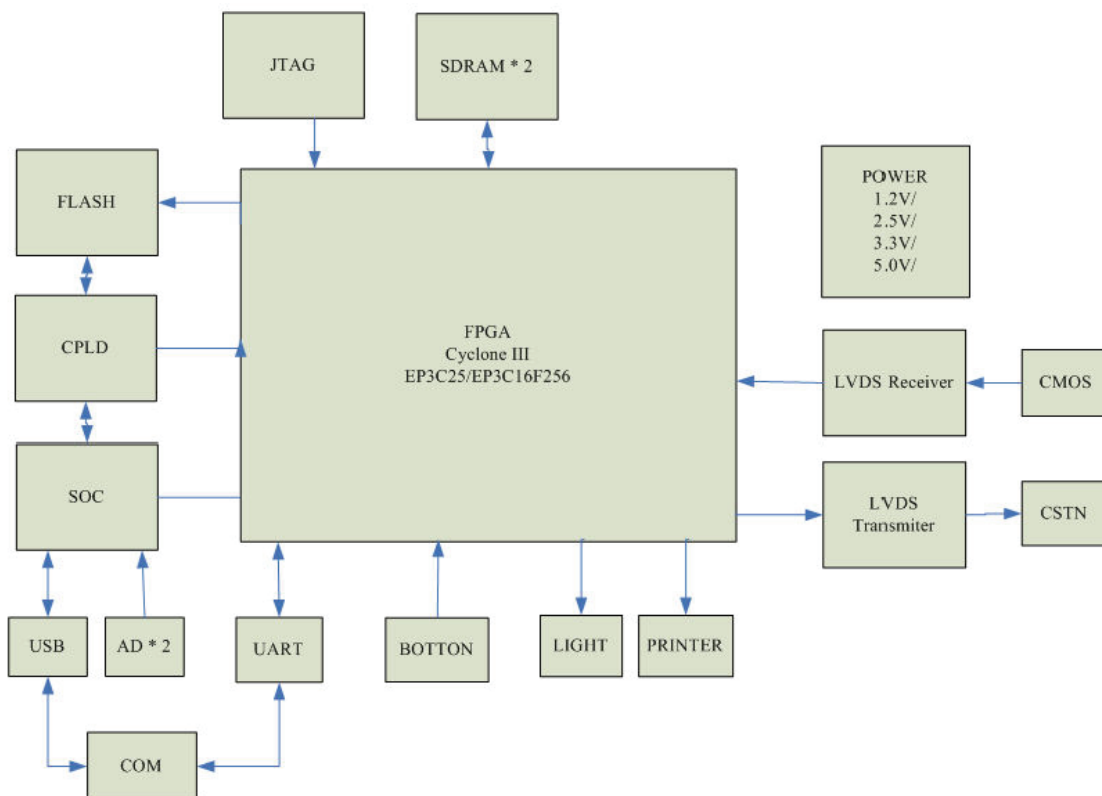 JTAG
SDRAM * 2
FLASH
POWER
1.2V/
2.5V/
3.3V/
5.0V/
CPLD
FPGA
Cyclone III
EP3C25/EP3C16F256
LVDS Receiver
CMOS
SOC
LVDS
Transmiter
CSTN
USB
AD * 2
UART
BOTTON
LIGHT
PRINTER
COM